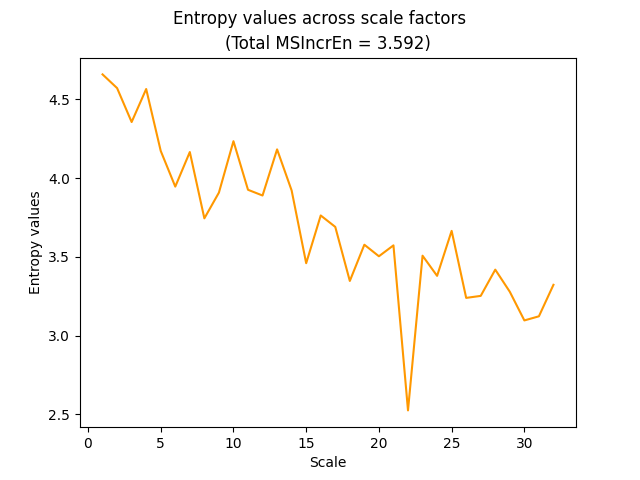 Entropy values across scale factors
(Total MSIncrEn = 3.592)
4.5
4.0
3.5
3.0
2.5
Entropy values
0 5 10 15 20 25 30
Scale